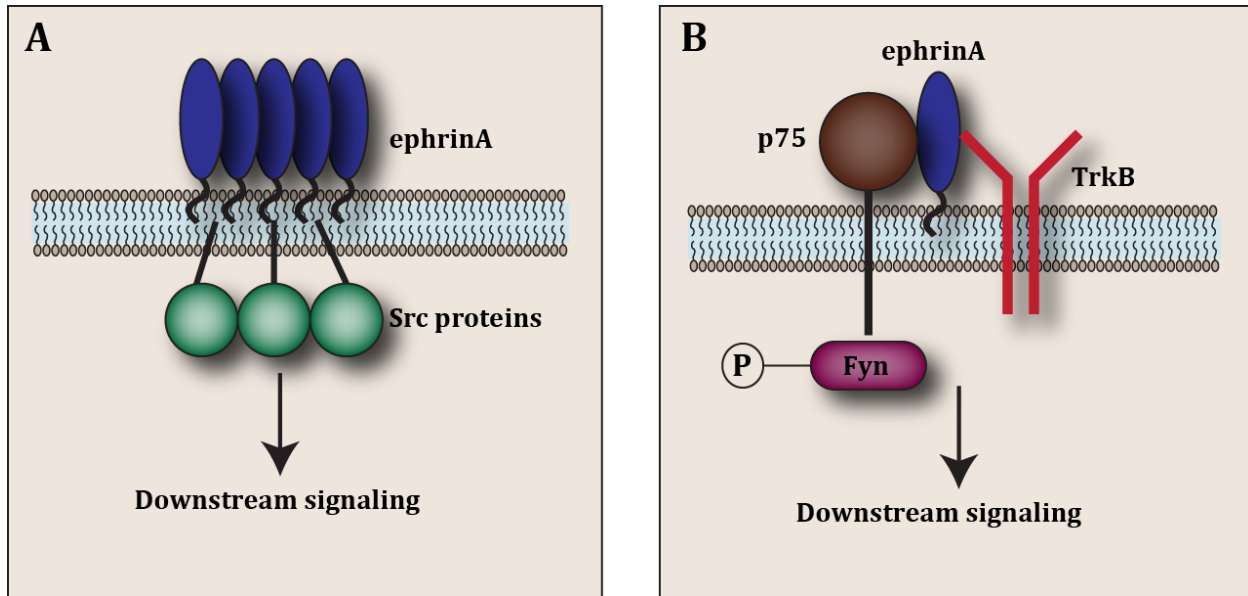 A
ephrinA
Src proteins
Downstream signaling
B
ephrinA
p75
TrkB
P
Fyn
Downstream signaling